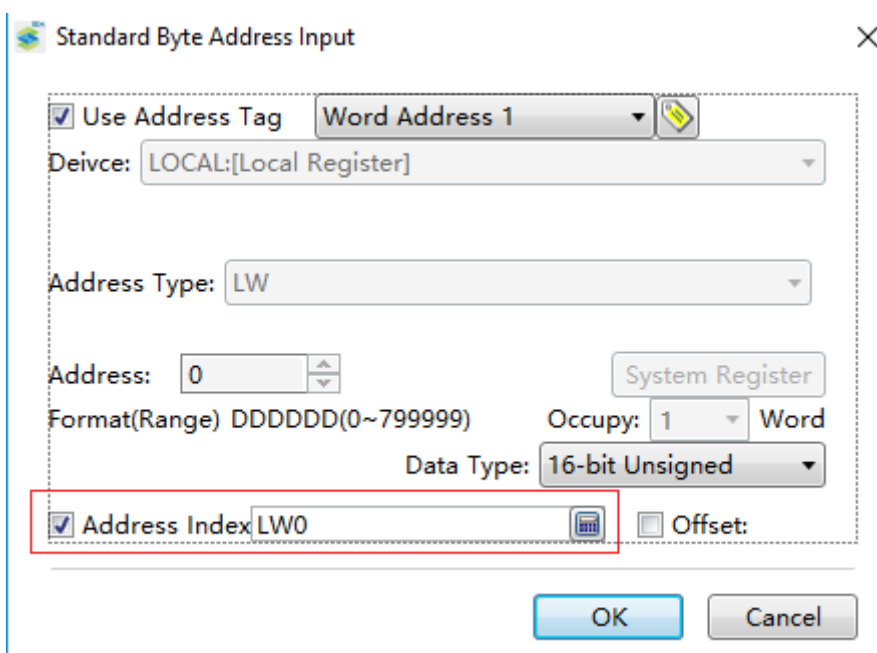 Standard Byte Address Input
Use Address Tag Word Address 1
Deivce: LOCAL:[Local Register]
Address Type: LW
Address: 0 System Register
Format(Range) DDDDDD(0~799999) Occupy: 1 Word
Data Type: 16-bit Unsigned
Address Index LW0 Offset:
OK Cancel